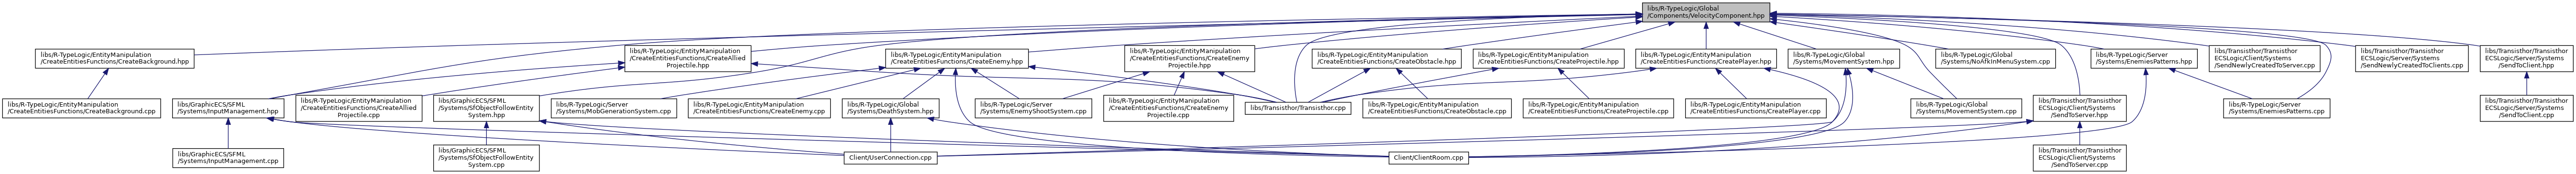 libs/R-TypeLogic/Global
/Components/VelocityComponent.hpp
libs/R-TypeLogic/EntityManipulation
/CreateEntitiesFunctions/CreateBackground.hpp
libs/R-TypeLogic/EntityManipulation
/CreateEntitiesFunctions/CreateAllied
Projectile.hpp
libs/R-TypeLogic/EntityManipulation
/CreateEntitiesFunctions/CreateEnemy.hpp
libs/R-TypeLogic/EntityManipulation
/CreateEntitiesFunctions/CreateEnemy
Projectile.hpp
libs/R-TypeLogic/EntityManipulation
/CreateEntitiesFunctions/CreateObstacle.hpp
libs/R-TypeLogic/EntityManipulation
/CreateEntitiesFunctions/CreateProjectile.hpp
libs/R-TypeLogic/EntityManipulation
/CreateEntitiesFunctions/CreatePlayer.hpp
libs/R-TypeLogic/Global
/Systems/MovementSystem.hpp
libs/R-TypeLogic/Global
/Systems/NoAfkInMenuSystem.cpp
libs/R-TypeLogic/Server
/Systems/EnemiesPatterns.hpp
libs/Transisthor/Transisthor
ECSLogic/Client/Systems
/SendNewlyCreatedToServer.cpp
libs/Transisthor/Transisthor
ECSLogic/Server/Systems
/SendNewlyCreatedToClients.cpp
libs/Transisthor/Transisthor
ECSLogic/Server/Systems
/SendToClient.hpp
libs/R-TypeLogic/EntityManipulation
/CreateEntitiesFunctions/CreateBackground.cpp
libs/GraphicECS/SFML
/Systems/InputManagement.hpp
libs/R-TypeLogic/EntityManipulation
/CreateEntitiesFunctions/CreateAllied
Projectile.cpp
libs/GraphicECS/SFML
/Systems/SfObjectFollowEntity
System.hpp
libs/R-TypeLogic/Server
/Systems/MobGenerationSystem.cpp
libs/R-TypeLogic/EntityManipulation
/CreateEntitiesFunctions/CreateEnemy.cpp
libs/R-TypeLogic/Global
/Systems/DeathSystem.hpp
libs/R-TypeLogic/Server
/Systems/EnemyShootSystem.cpp
libs/R-TypeLogic/EntityManipulation
/CreateEntitiesFunctions/CreateEnemy
Projectile.cpp
libs/Transisthor/Transisthor.cpp
libs/R-TypeLogic/EntityManipulation
/CreateEntitiesFunctions/CreateObstacle.cpp
libs/R-TypeLogic/EntityManipulation
/CreateEntitiesFunctions/CreateProjectile.cpp
libs/R-TypeLogic/EntityManipulation
/CreateEntitiesFunctions/CreatePlayer.cpp
libs/R-TypeLogic/Global
/Systems/MovementSystem.cpp
libs/Transisthor/Transisthor
ECSLogic/Client/Systems
/SendToServer.hpp
libs/R-TypeLogic/Server
/Systems/EnemiesPatterns.cpp
libs/Transisthor/Transisthor
ECSLogic/Server/Systems
/SendToClient.cpp
libs/GraphicECS/SFML
/Systems/InputManagement.cpp
libs/GraphicECS/SFML
/Systems/SfObjectFollowEntity
System.cpp
Client/UserConnection.cpp
Client/ClientRoom.cpp
libs/Transisthor/Transisthor
ECSLogic/Client/Systems
/SendToServer.cpp